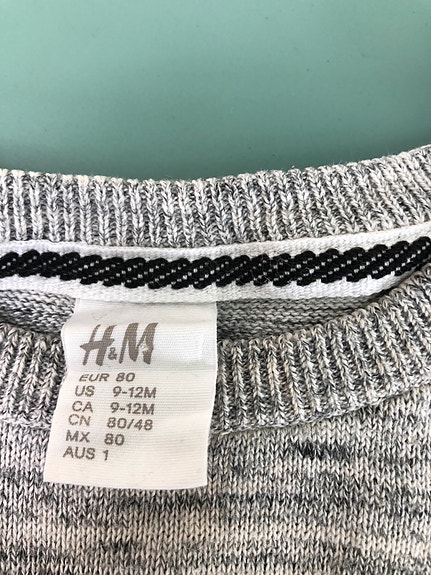 H&M
EUR 80
US 9-12M
CA 9-12M
CN 80/48
MX 80
AUS 1